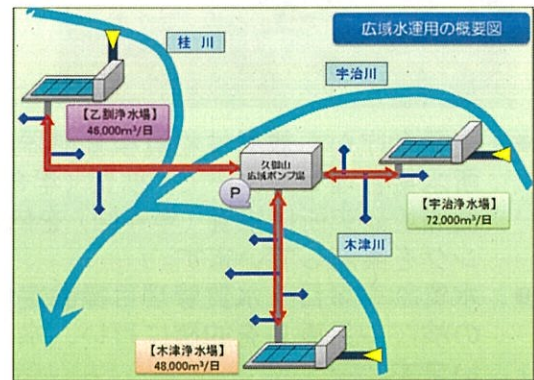 広域水運用の概要図
桂川
宇治川
【乙訓浄水場】
46,000m³/日
久御山
広域ポンプ場
P
【宇治浄水場】
72,000m³/日
木津川
【木津浄水場】
48,000m³/日